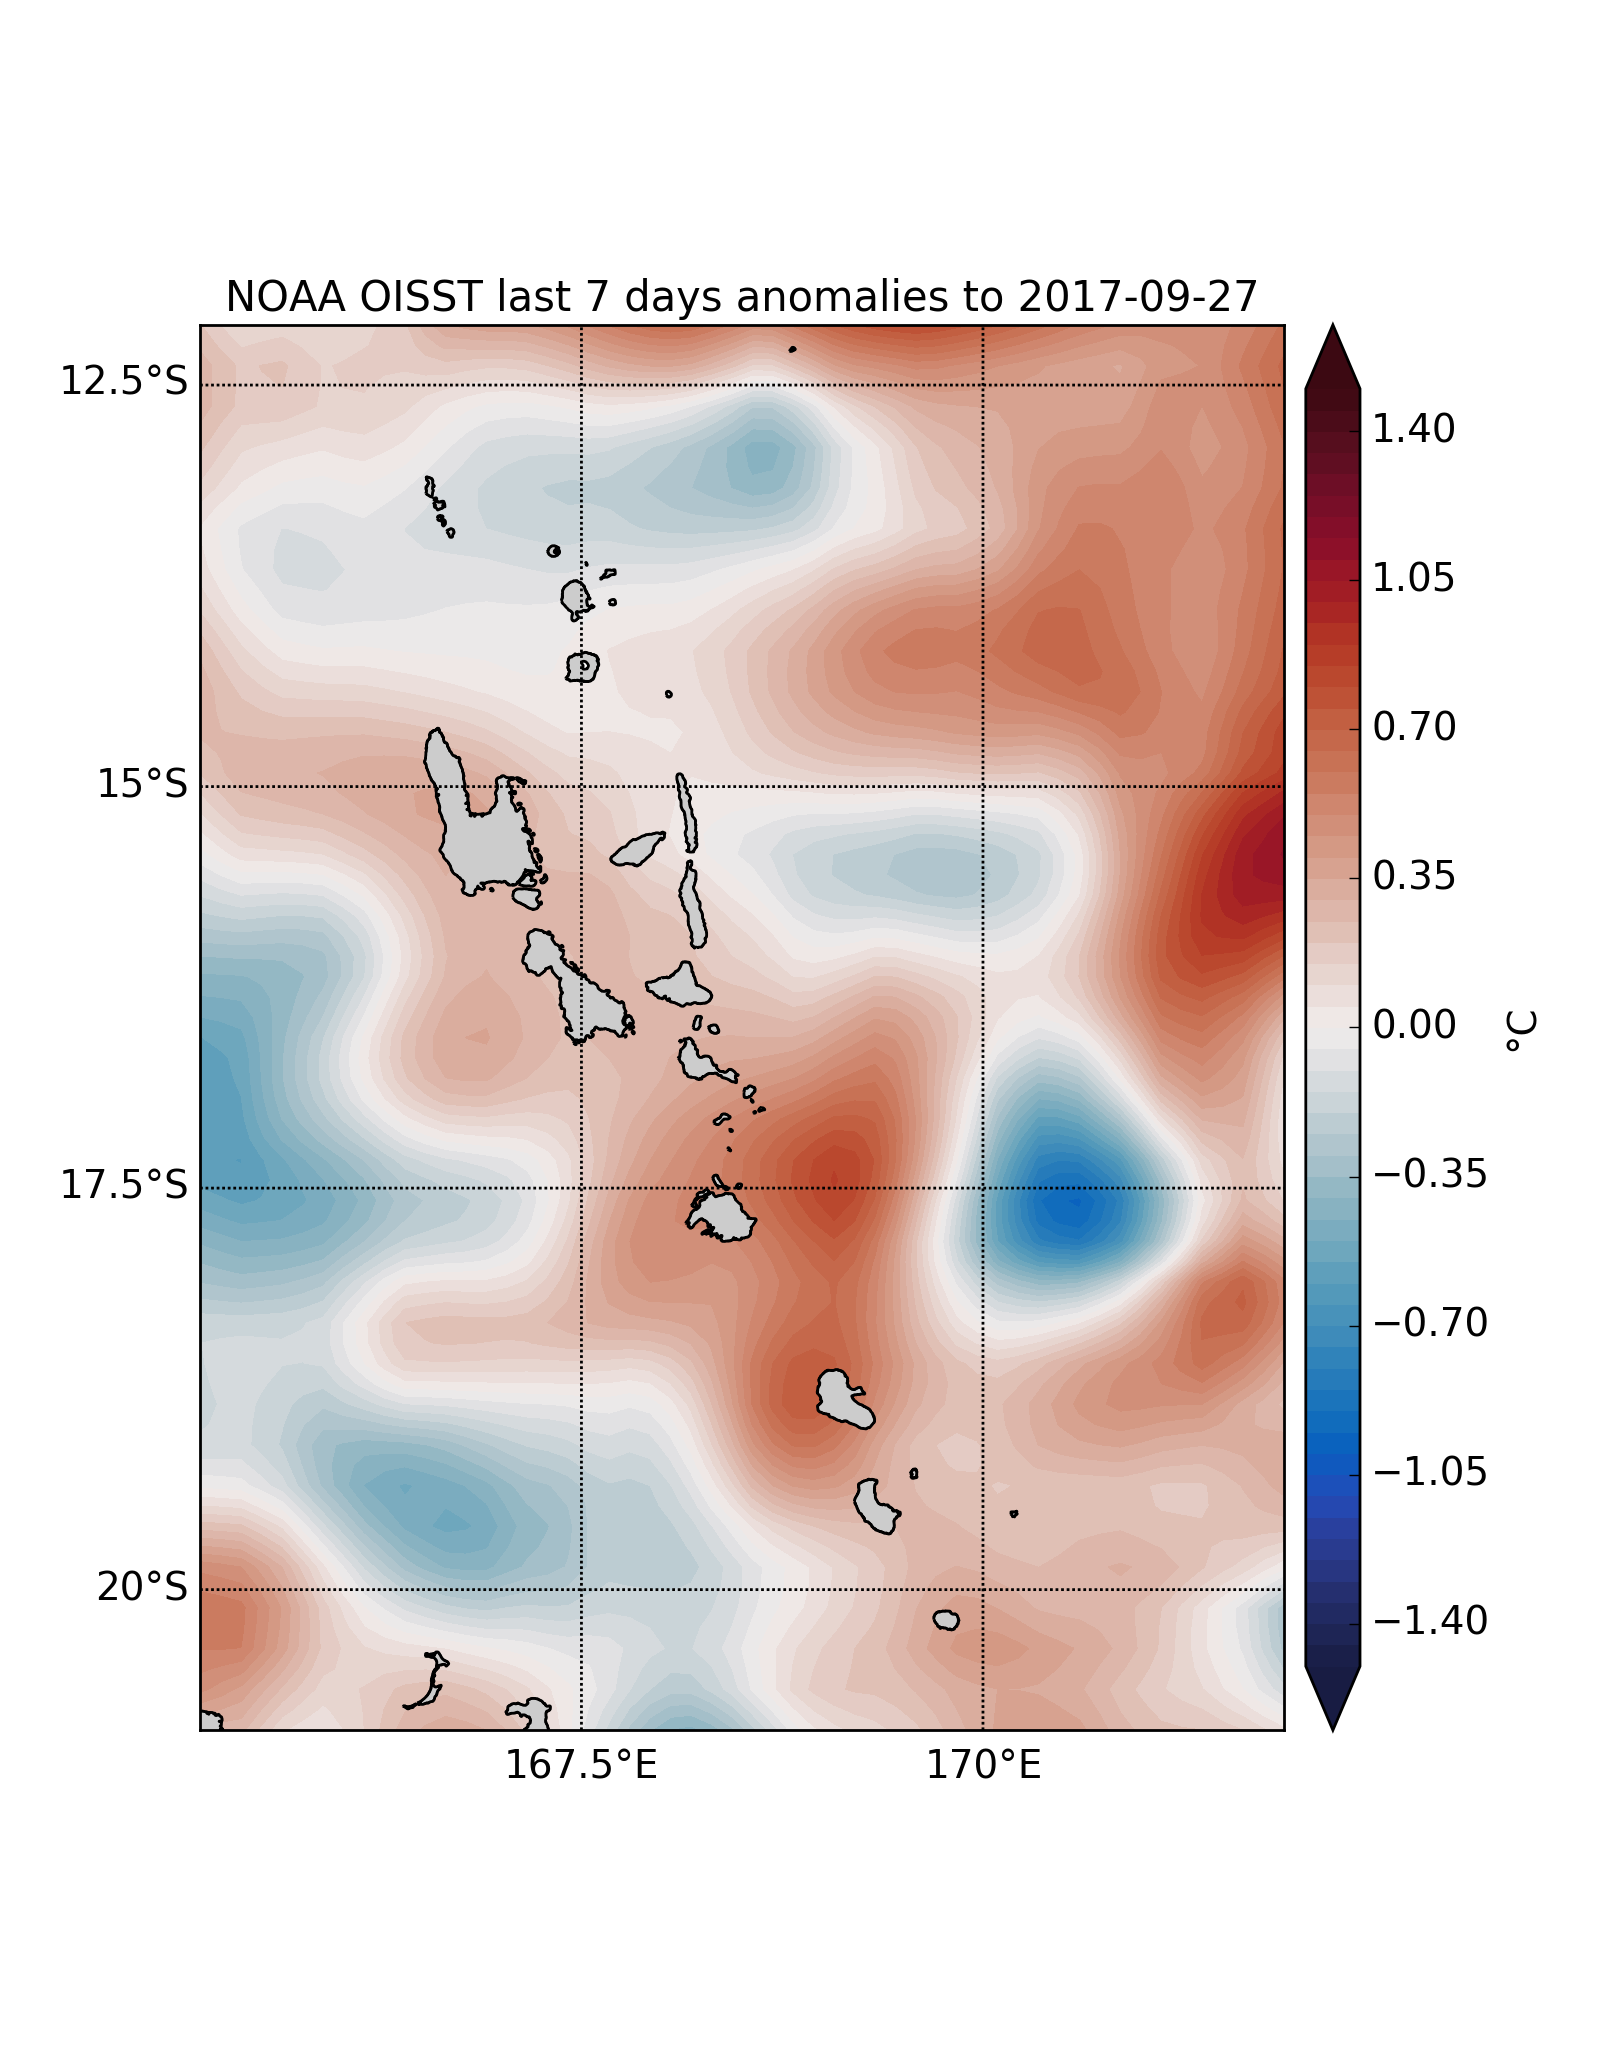 NOAA OISST last 7 days anomalies to 2017-09-27
12.5°S
15°S
17.5°S
20°S
167.5°E
170°E
1.40
1.05
0.70
0.35
0.00
−0.35
−0.70
−1.05
−1.40
°C